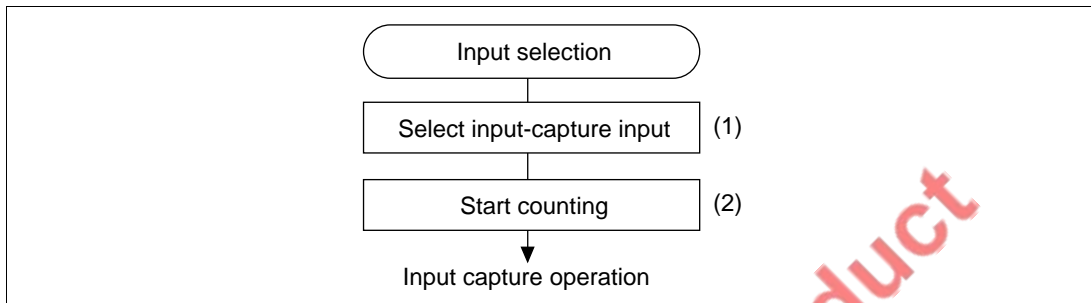 Input selection
Select input-capture input (1)
Start counting (2)
Input capture operation
duct